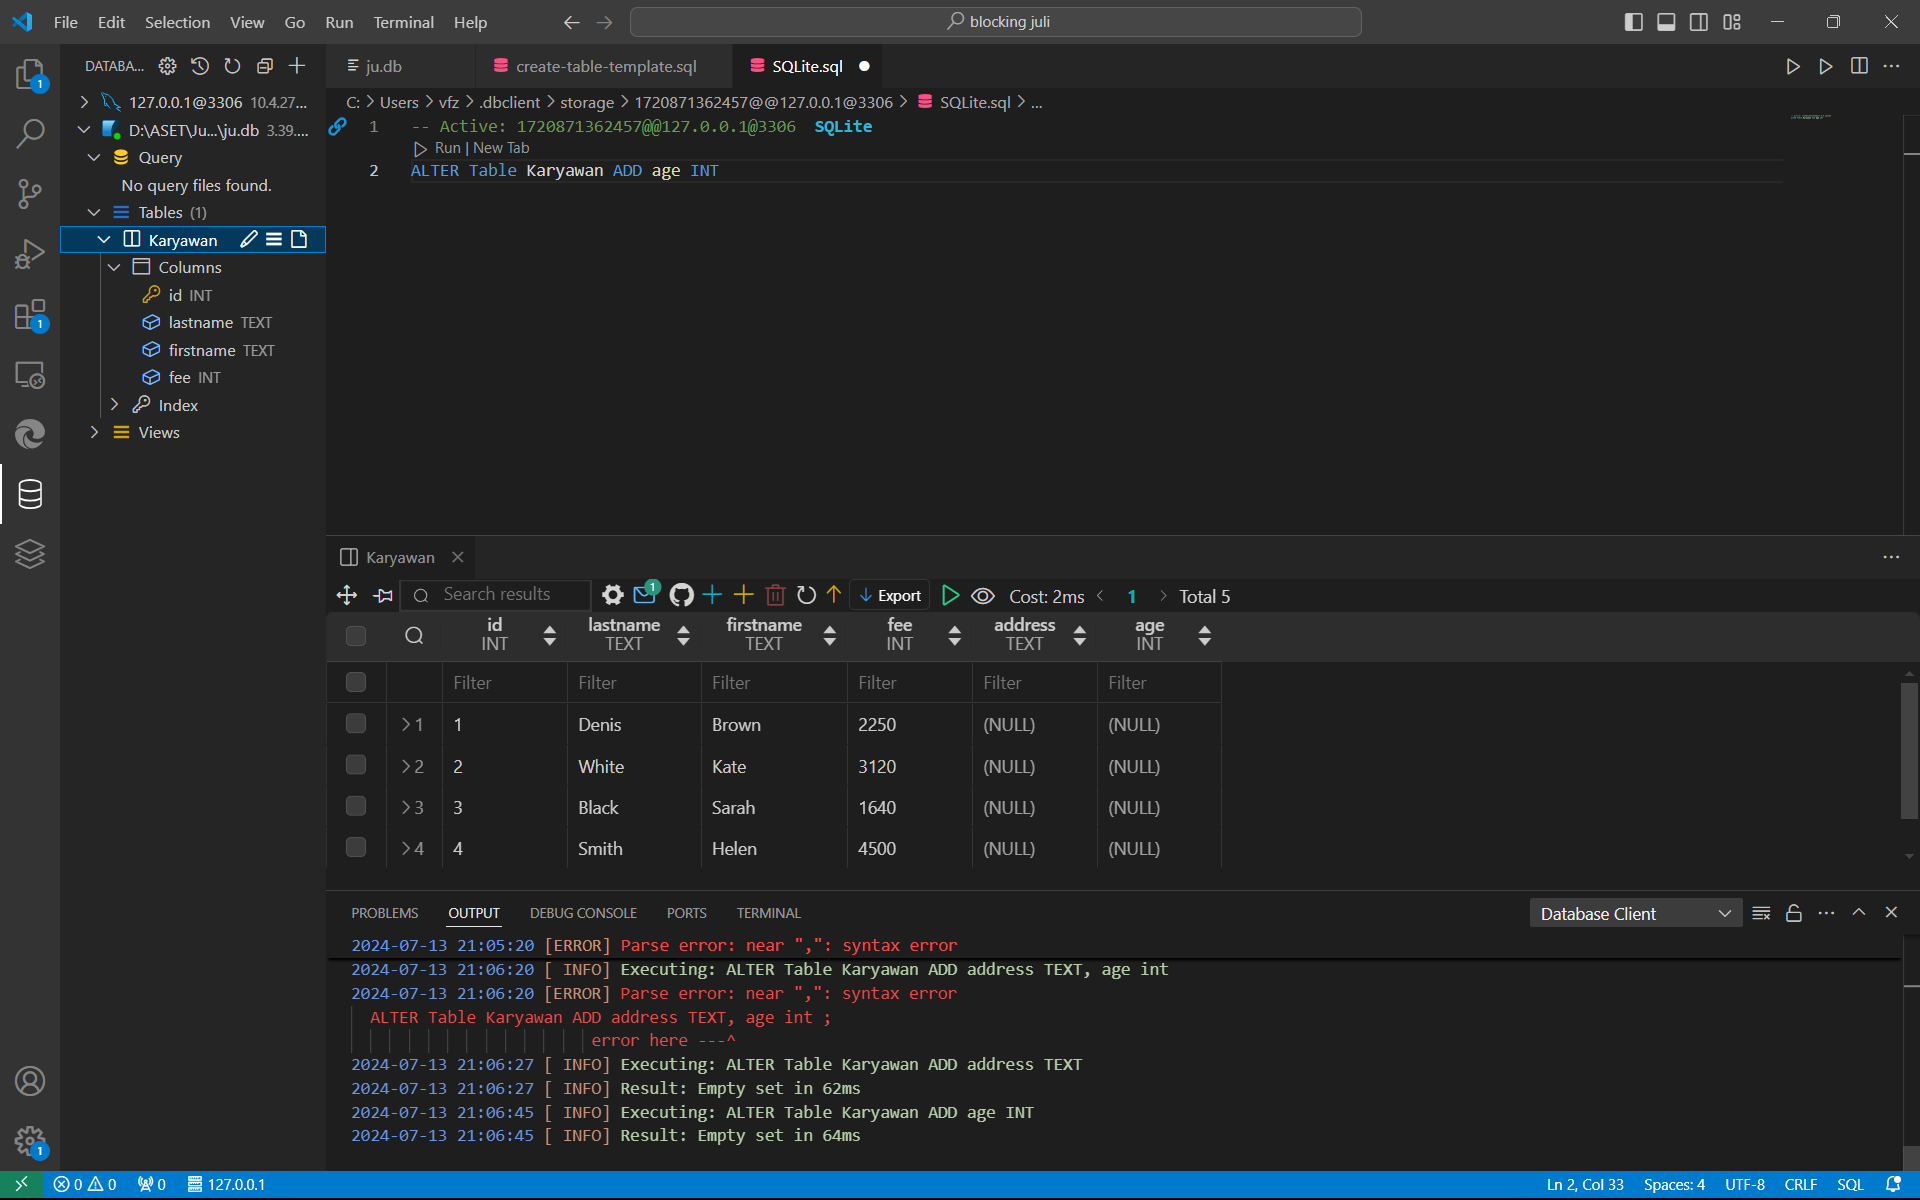 File Edit Selection View Go Run Terminal Help
blocking juli
DATABA...
ju.db
create-table-template.sql
SQLite.sql
1
127.0.0.1@3306 10.4.27...
D:\ASET\Ju...\ju.db 3.39....
Query
No query files found.
Tables (1)
Karyawan
Columns
id INT
lastname TEXT
firstname TEXT
fee INT
Index
Views
1
C: > Users > vfz > .dbclient > storage > 1720871362457@@127.0.0.1@3306 > SQLite.sql > ...
1 -- Active: 1720871362457@@127.0.0.1@3306 SQLite
Run | New Tab
2 ALTER Table Karyawan ADD age INT
Karyawan
Search results
1
Export
Cost: 2ms < 1 > Total 5
id INT
lastname TEXT
firstname TEXT
fee INT
address TEXT
age INT
Filter Filter Filter Filter Filter Filter
1 1 Denis Brown 2250 (NULL) (NULL)
2 2 White Kate 3120 (NULL) (NULL)
3 3 Black Sarah 1640 (NULL) (NULL)
4 4 Smith Helen 4500 (NULL) (NULL)
PROBLEMS OUTPUT DEBUG CONSOLE PORTS TERMINAL
Database Client
2024-07-13 21:05:20 [ERROR] Parse error: near ",": syntax error
2024-07-13 21:06:20 [ INFO] Executing: ALTER Table Karyawan ADD address TEXT, age int
2024-07-13 21:06:20 [ERROR] Parse error: near ",": syntax error
ALTER Table Karyawan ADD address TEXT, age int ;
error here ---^
2024-07-13 21:06:27 [ INFO] Executing: ALTER Table Karyawan ADD address TEXT
2024-07-13 21:06:27 [ INFO] Result: Empty set in 62ms
2024-07-13 21:06:45 [ INFO] Executing: ALTER Table Karyawan ADD age INT
2024-07-13 21:06:45 [ INFO] Result: Empty set in 64ms
1
0 0 0 127.0.0.1
Ln 2, Col 33 Spaces: 4 UTF-8 CRLF SQL